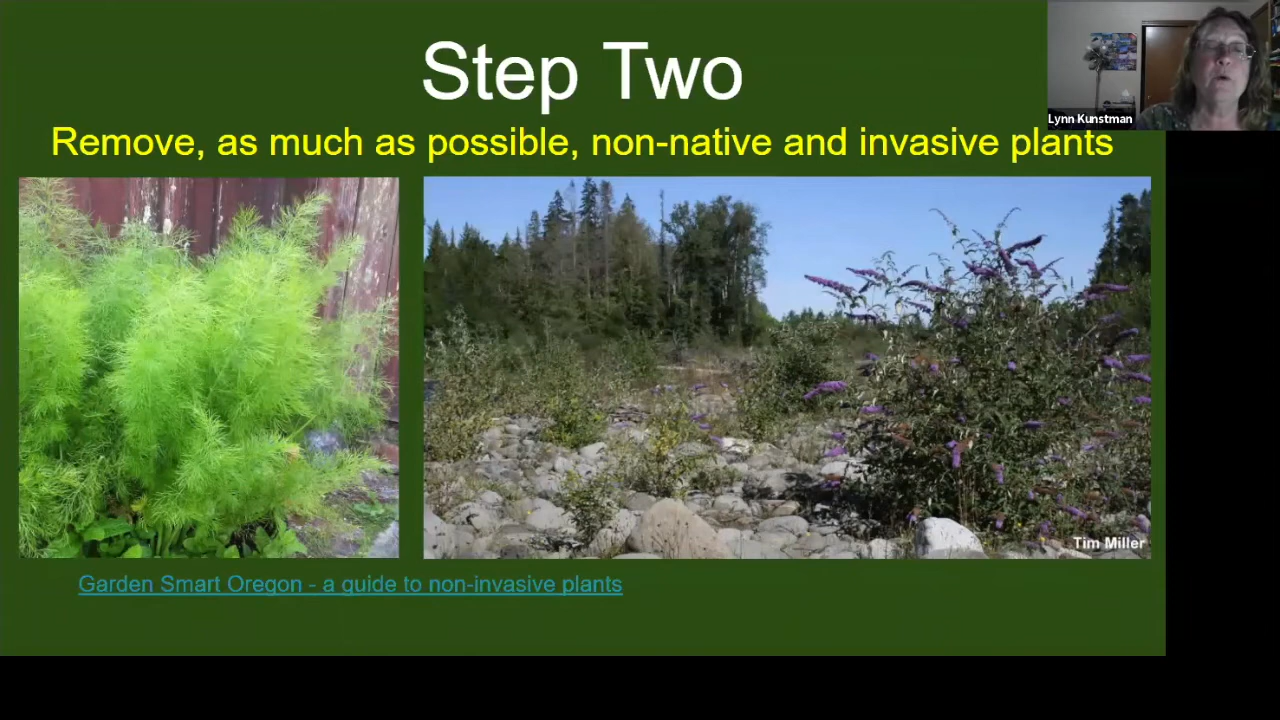 Step Two
Lynn Kunstman
Remove, as much as possible, non-native and invasive plants
Tim Miller
Garden Smart Oregon - a guide to non-invasive plants